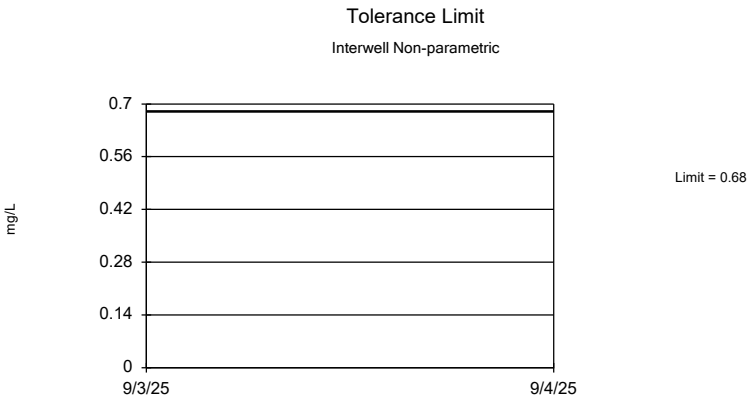 Tolerance Limit
Interwell Non-parametric
0.7
0.56
0.42
0.28
0.14
0
mg/L
9/3/25
9/4/25
Limit = 0.68